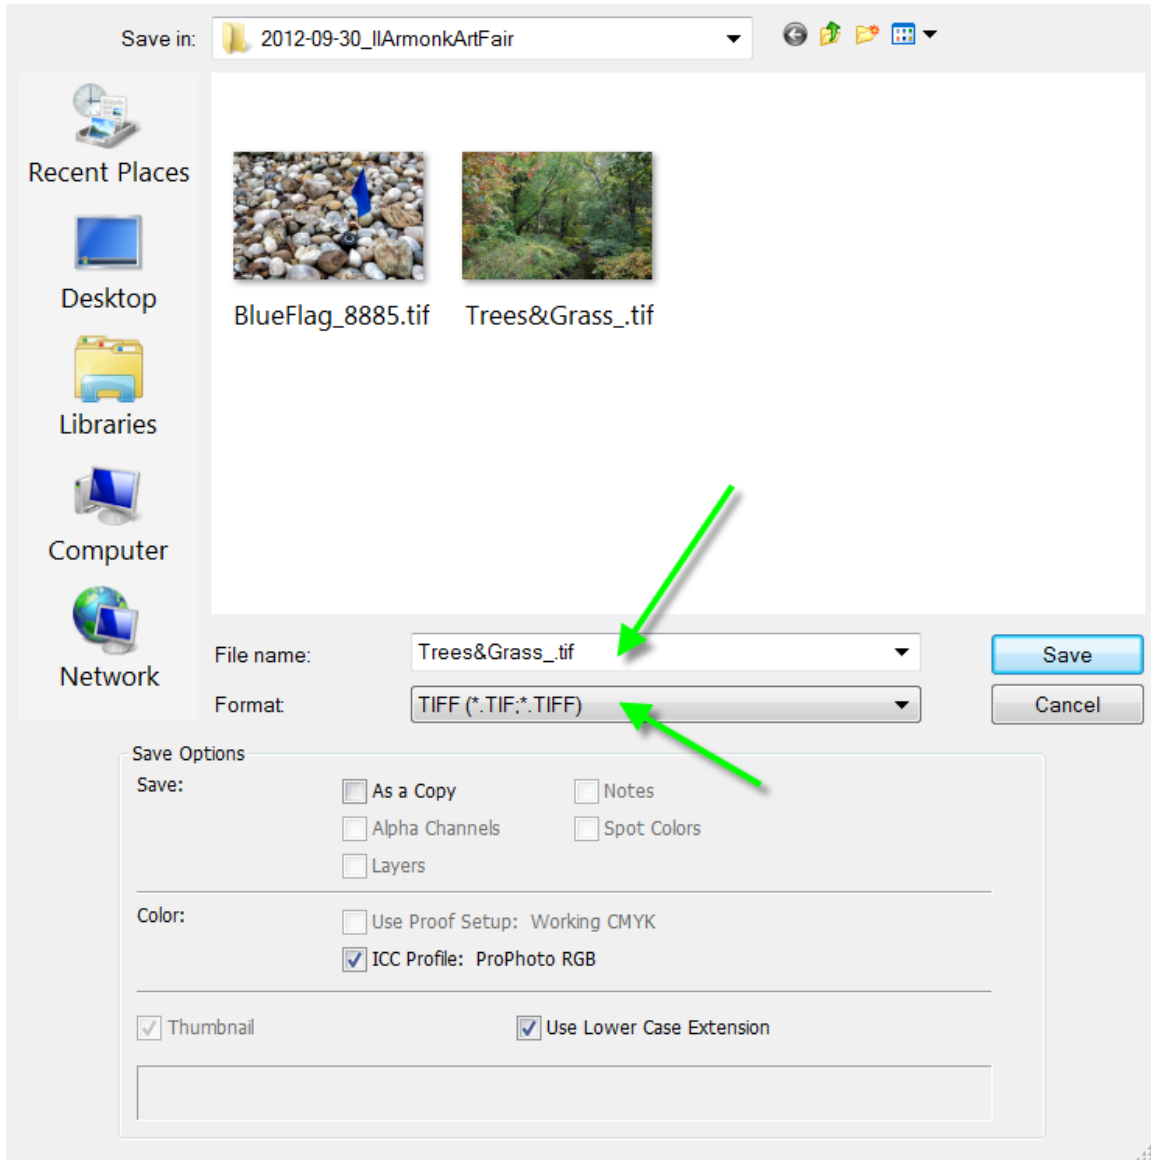 Save in:
2012-09-30_IIArmonkArtFair
Recent Places
Desktop
Libraries
Computer
Network
BlueFlag_8885.tif
Trees&Grass_.tif
File name:
Trees&Grass_.tif
Save
Format:
TIFF (*.TIF;*.TIFF)
Cancel
Save Options
Save:
As a Copy
Notes
Alpha Channels
Spot Colors
Layers
Color:
Use Proof Setup: Working CMYK
ICC Profile: ProPhoto RGB
Thumbnail
Use Lower Case Extension